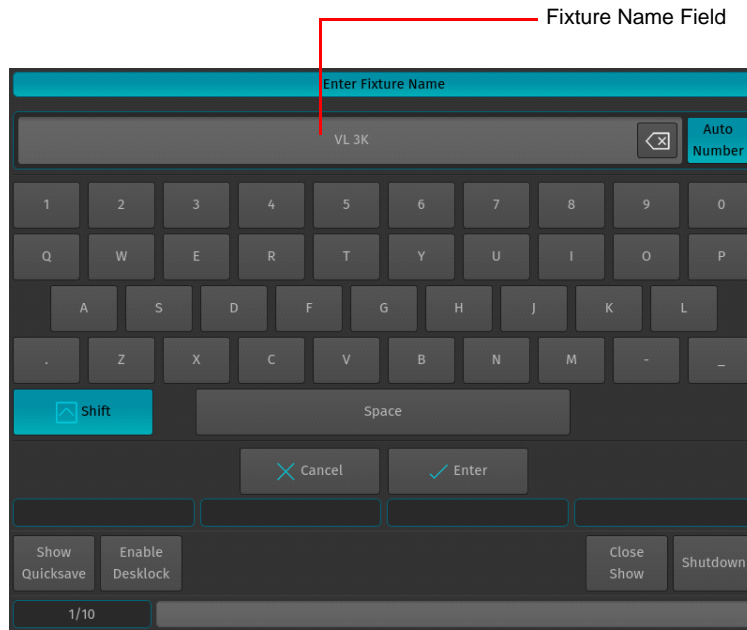 Fixture Name Field
Enter Fixture Name
VL 3K
Auto
Number
1 2 3 4 5 6 7 8 9 0
Q W E R T Y U I O P
A S D F G H J K L
. Z X C V B N M - _
Shift Space
Cancel Enter
Show
Quicksave
Enable
Desklock
Close
Show
Shutdown
1/10